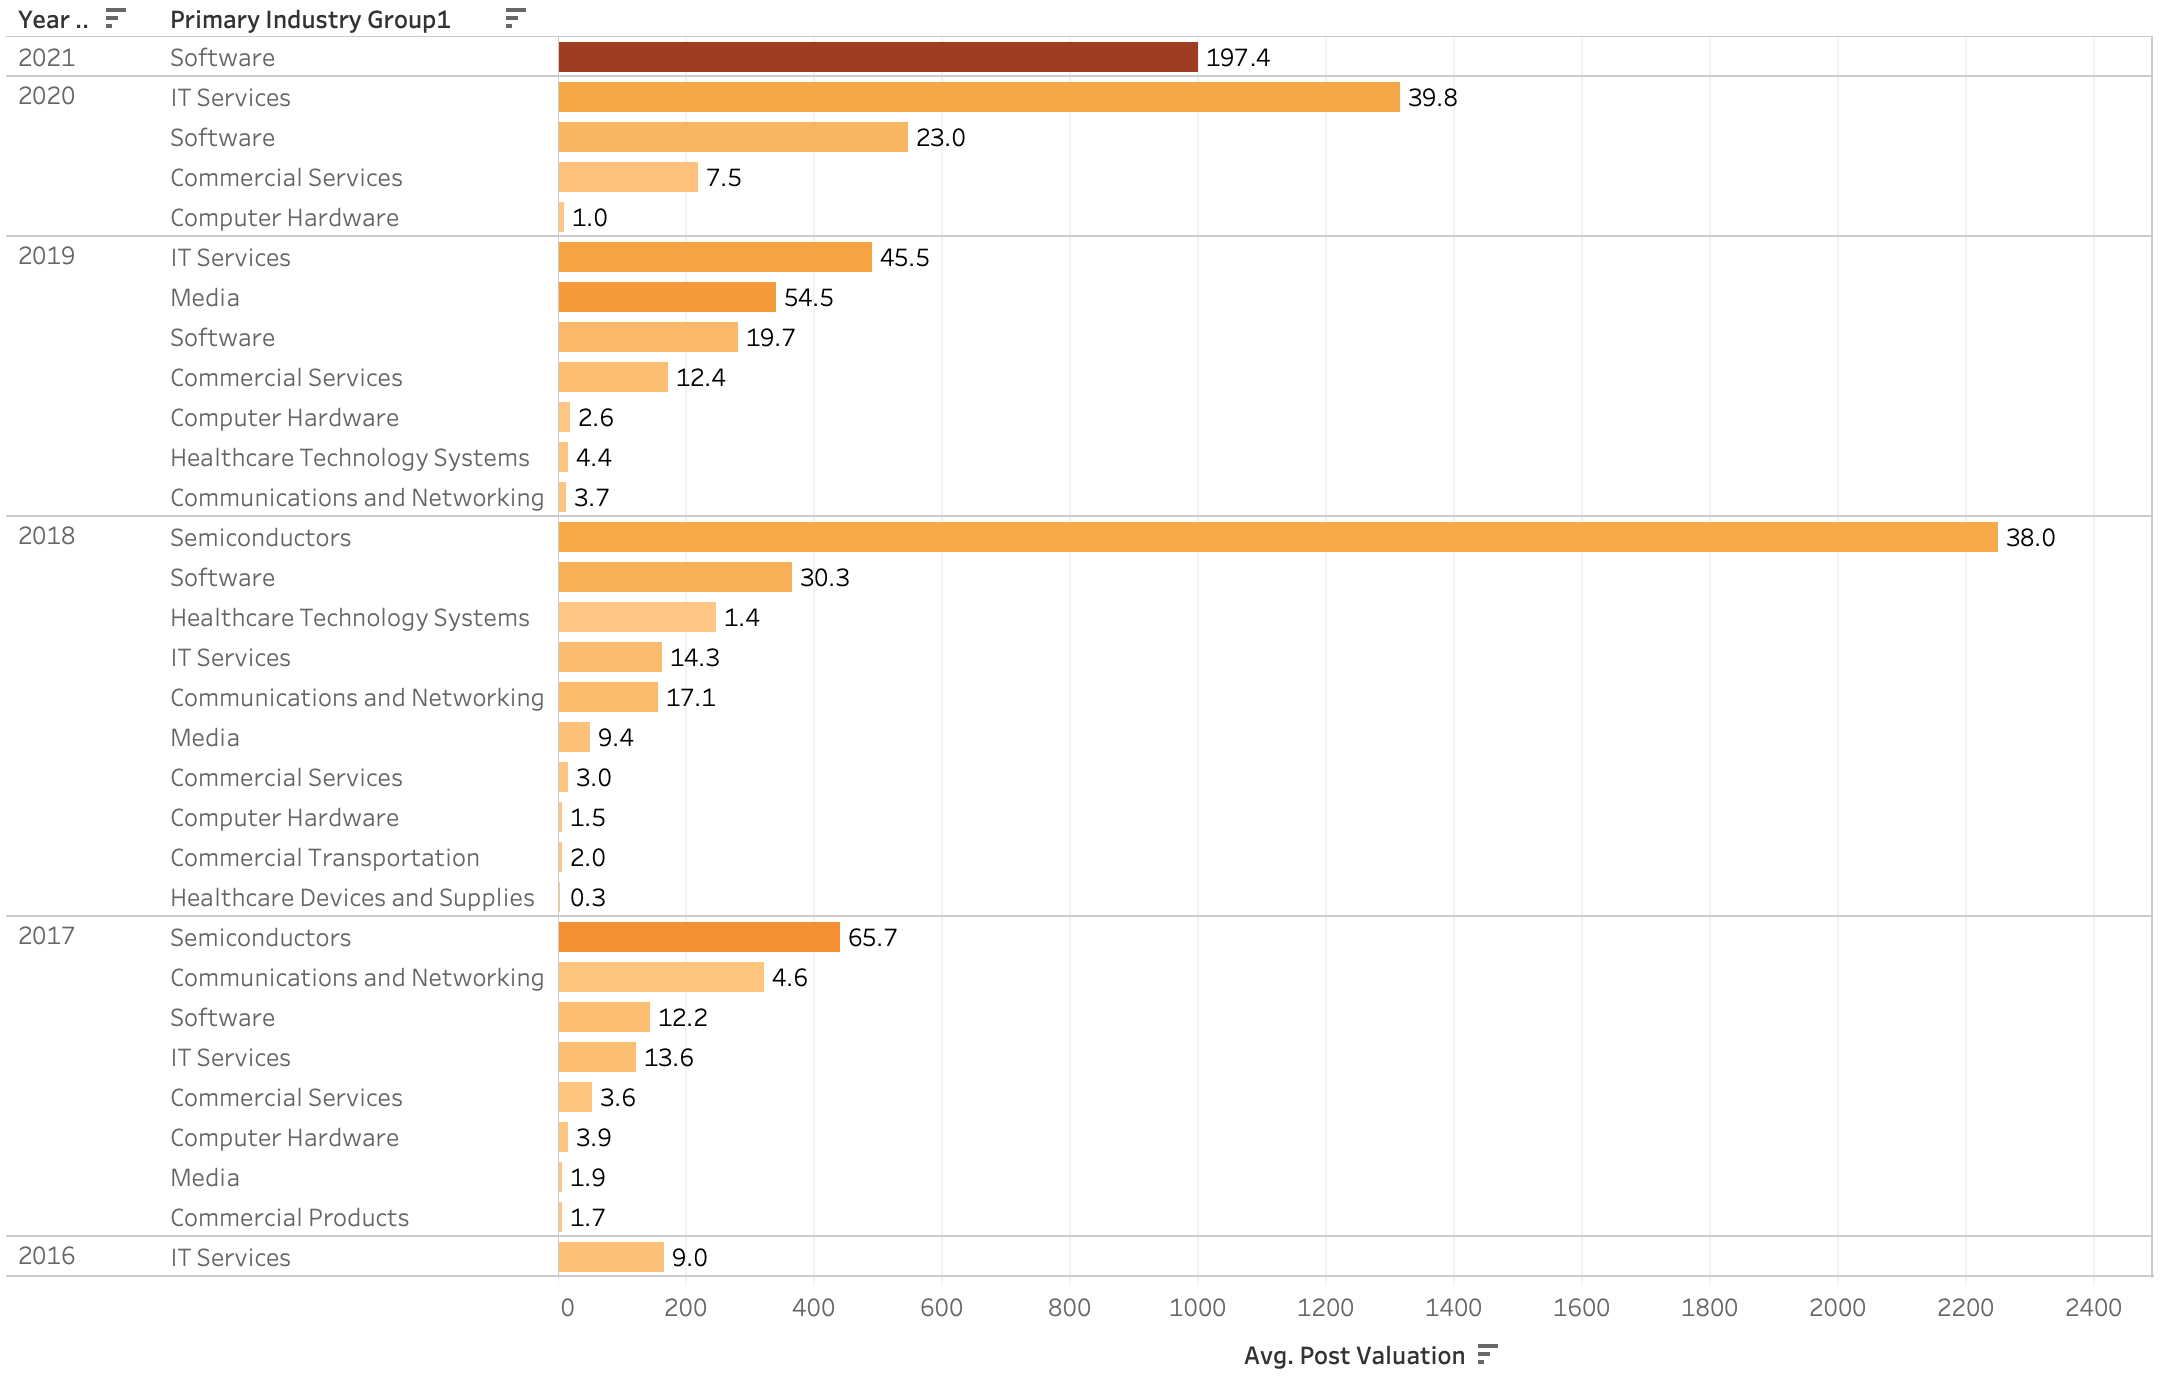 Year .. Primary Industry Group1
2021 Software 197.4
2020 IT Services 39.8
Software 23.0
Commercial Services 7.5
Computer Hardware 1.0
2019 IT Services 45.5
Media 54.5
Software 19.7
Commercial Services 12.4
Computer Hardware 2.6
Healthcare Technology Systems 4.4
Communications and Networking 3.7
2018 Semiconductors 38.0
Software 30.3
Healthcare Technology Systems 1.4
IT Services 14.3
Communications and Networking 17.1
Media 9.4
Commercial Services 3.0
Computer Hardware 1.5
Commercial Transportation 2.0
Healthcare Devices and Supplies 0.3
2017 Semiconductors 65.7
Communications and Networking 4.6
Software 12.2
IT Services 13.6
Commercial Services 3.6
Computer Hardware 3.9
Media 1.9
Commercial Products 1.7
2016 IT Services 9.0
0 200 400 600 800 1000 1200 1400 1600 1800 2000 2200 2400
Avg. Post Valuation